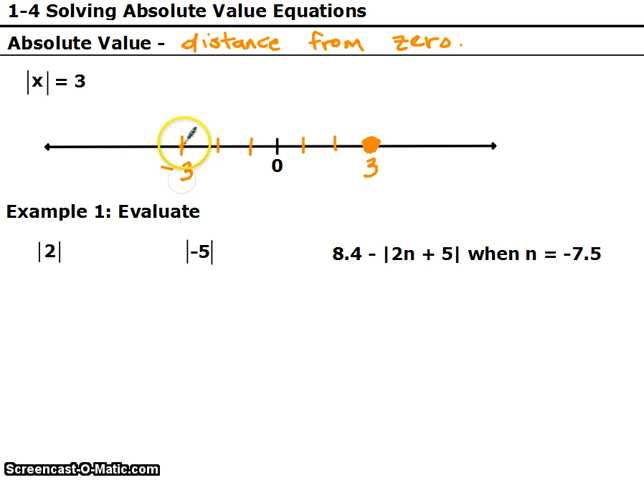 1-4 Solving Absolute Value Equations
Absolute Value - distance from zero.
|x| = 3
-3 0 3
Example 1: Evaluate
|2| |-5| 8.4 - |2n + 5| when n = -7.5
Screencast-O-Matic.com